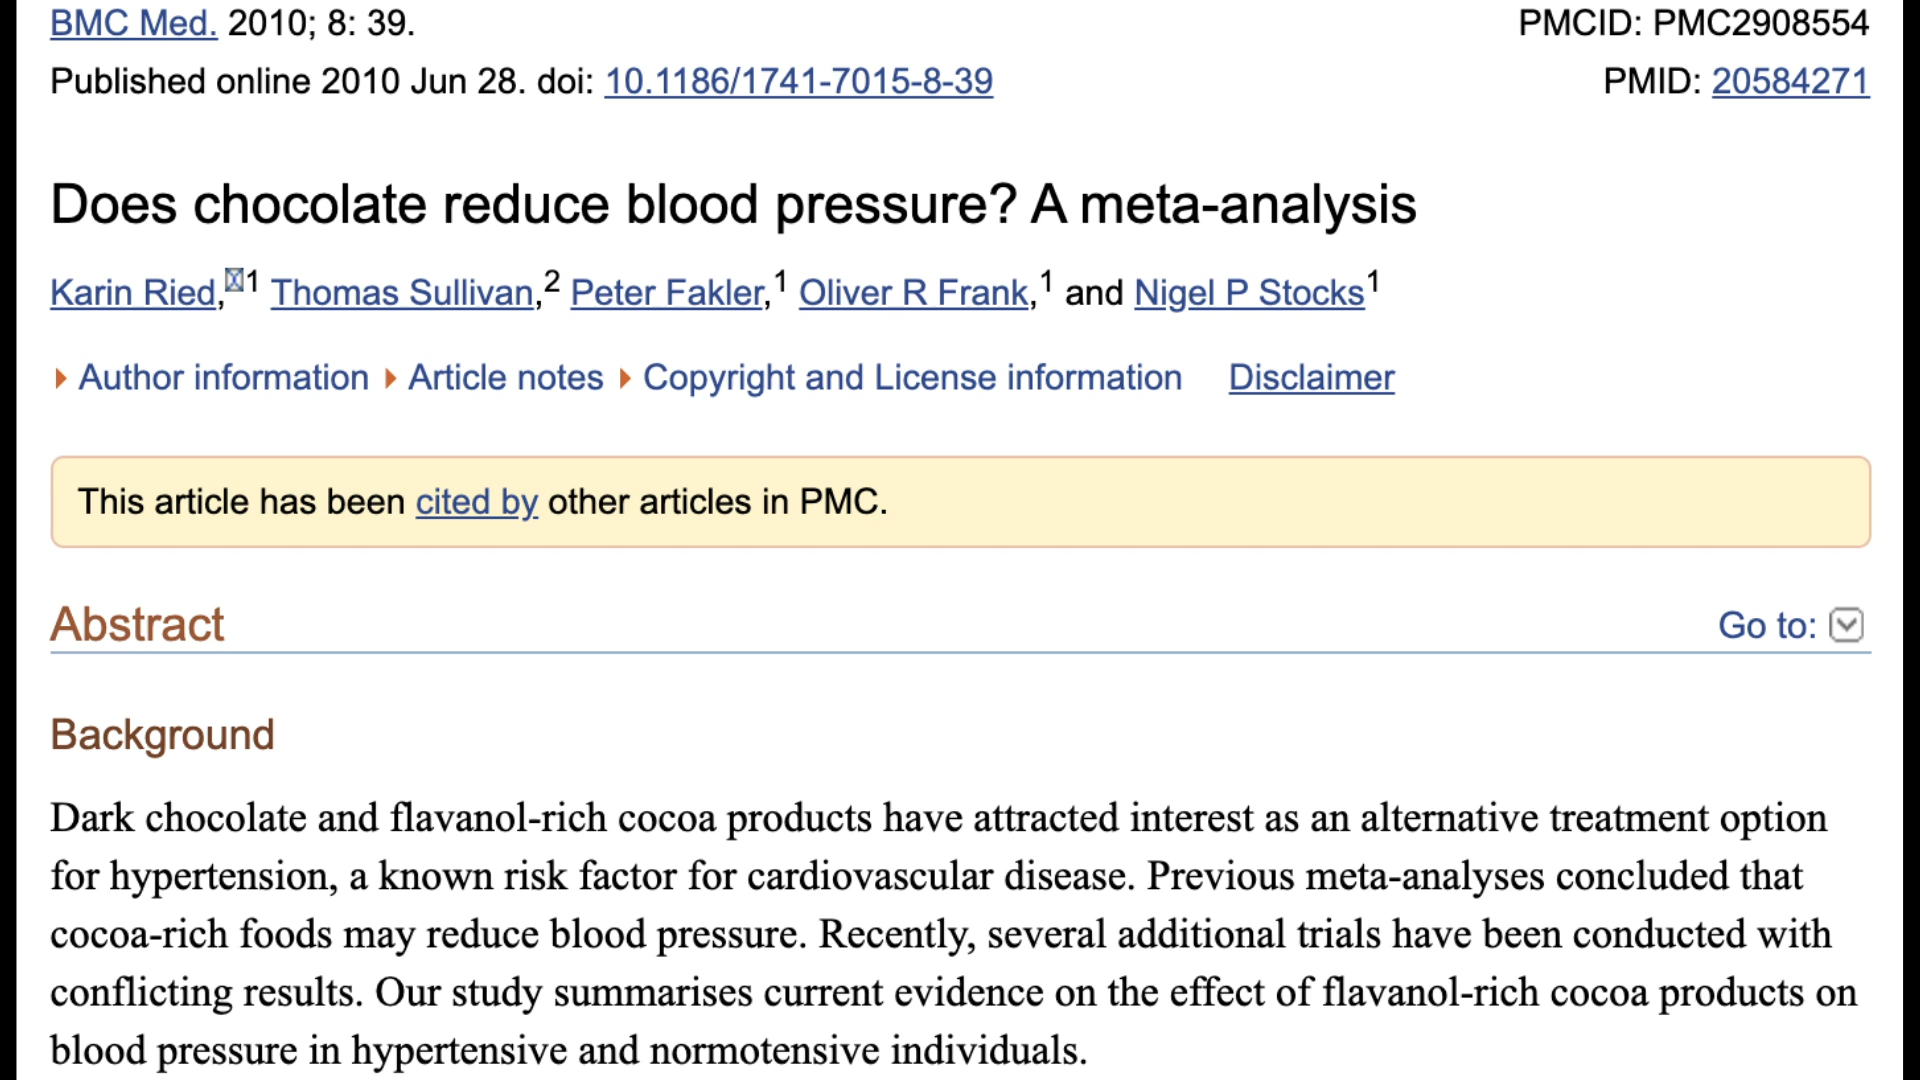 BMC Med. 2010; 8: 39. PMCID: PMC2908554
Published online 2010 Jun 28. doi: 10.1186/1741-7015-8-39 PMID: 20584271
Does chocolate reduce blood pressure? A meta-analysis
Karin Ried,1 Thomas Sullivan,2 Peter Fakler,1 Oliver R Frank,1 and Nigel P Stocks1
Author information Article notes Copyright and License information Disclaimer
This article has been cited by other articles in PMC.
Abstract Go to:
Background
Dark chocolate and flavanol-rich cocoa products have attracted interest as an alternative treatment option
for hypertension, a known risk factor for cardiovascular disease. Previous meta-analyses concluded that
cocoa-rich foods may reduce blood pressure. Recently, several additional trials have been conducted with
conflicting results. Our study summarises current evidence on the effect of flavanol-rich cocoa products on
blood pressure in hypertensive and normotensive individuals.